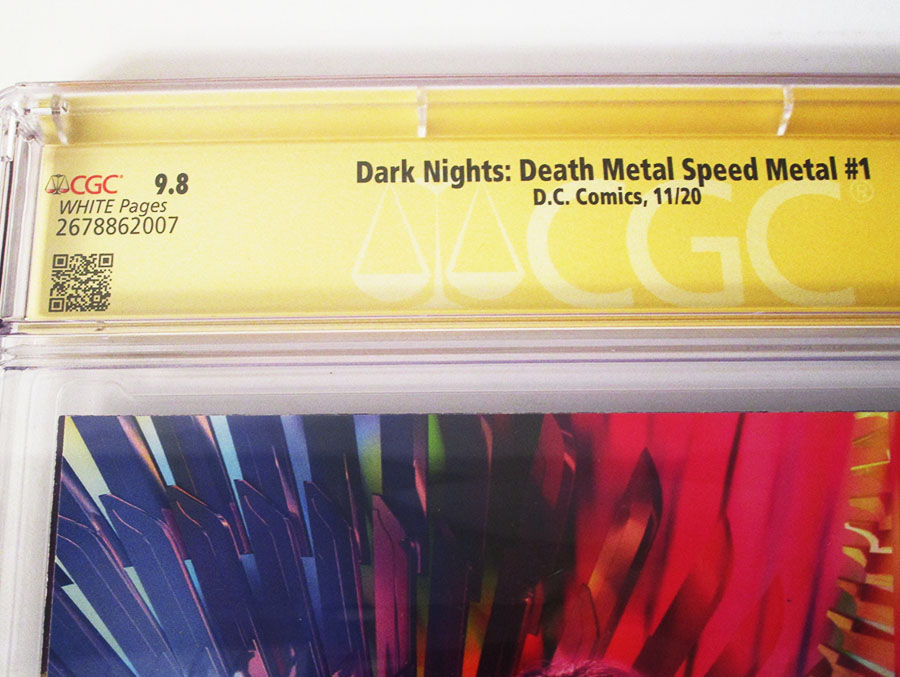 CGC 9.8
WHITE Pages
2678862007
Dark Nights: Death Metal Speed Metal #1
D.C. Comics, 11/20
CGC®